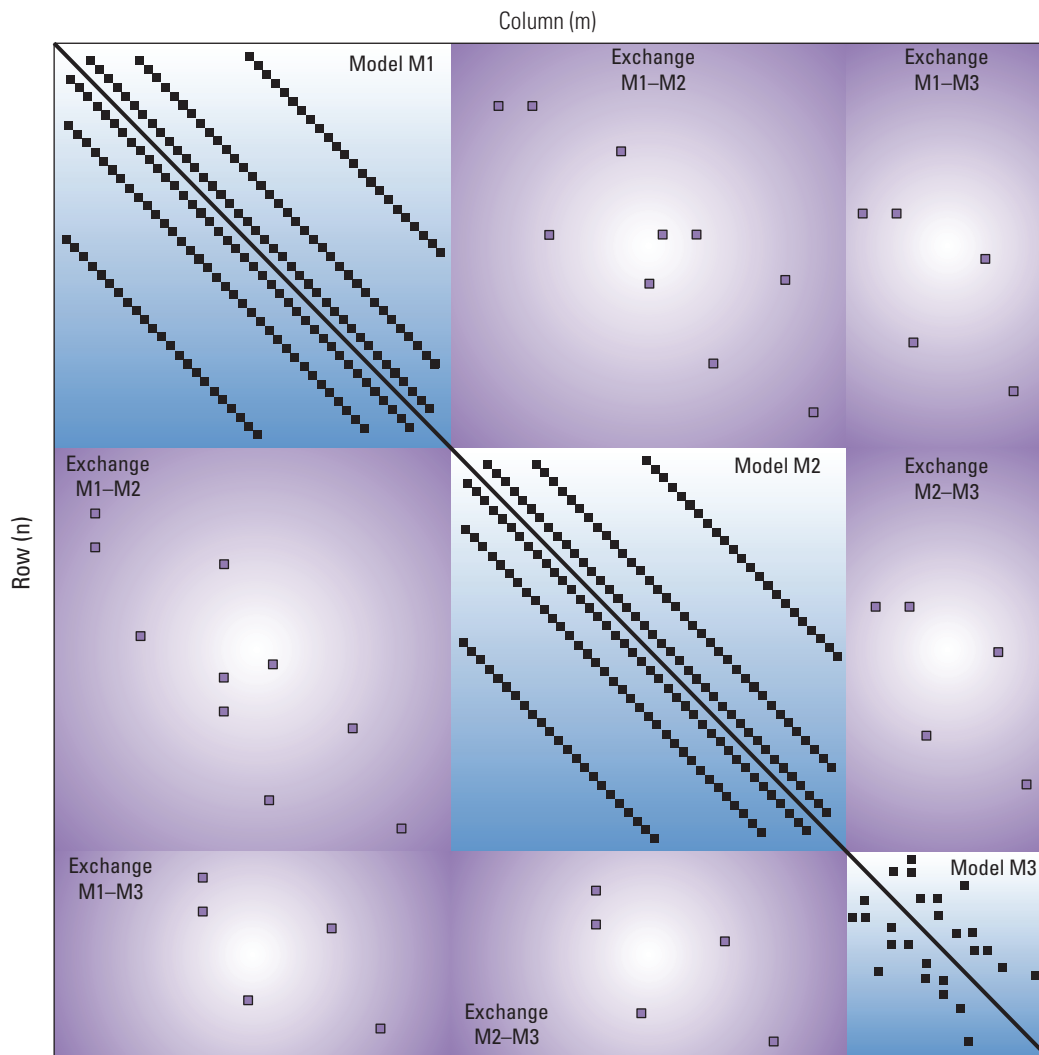 Column (m)
Model M1
Exchange
M1–M2
Exchange
M1–M3
Row (n)
Exchange
M1–M2
Model M2
Exchange
M2–M3
Exchange
M1–M3
Exchange
M2–M3
Model M3